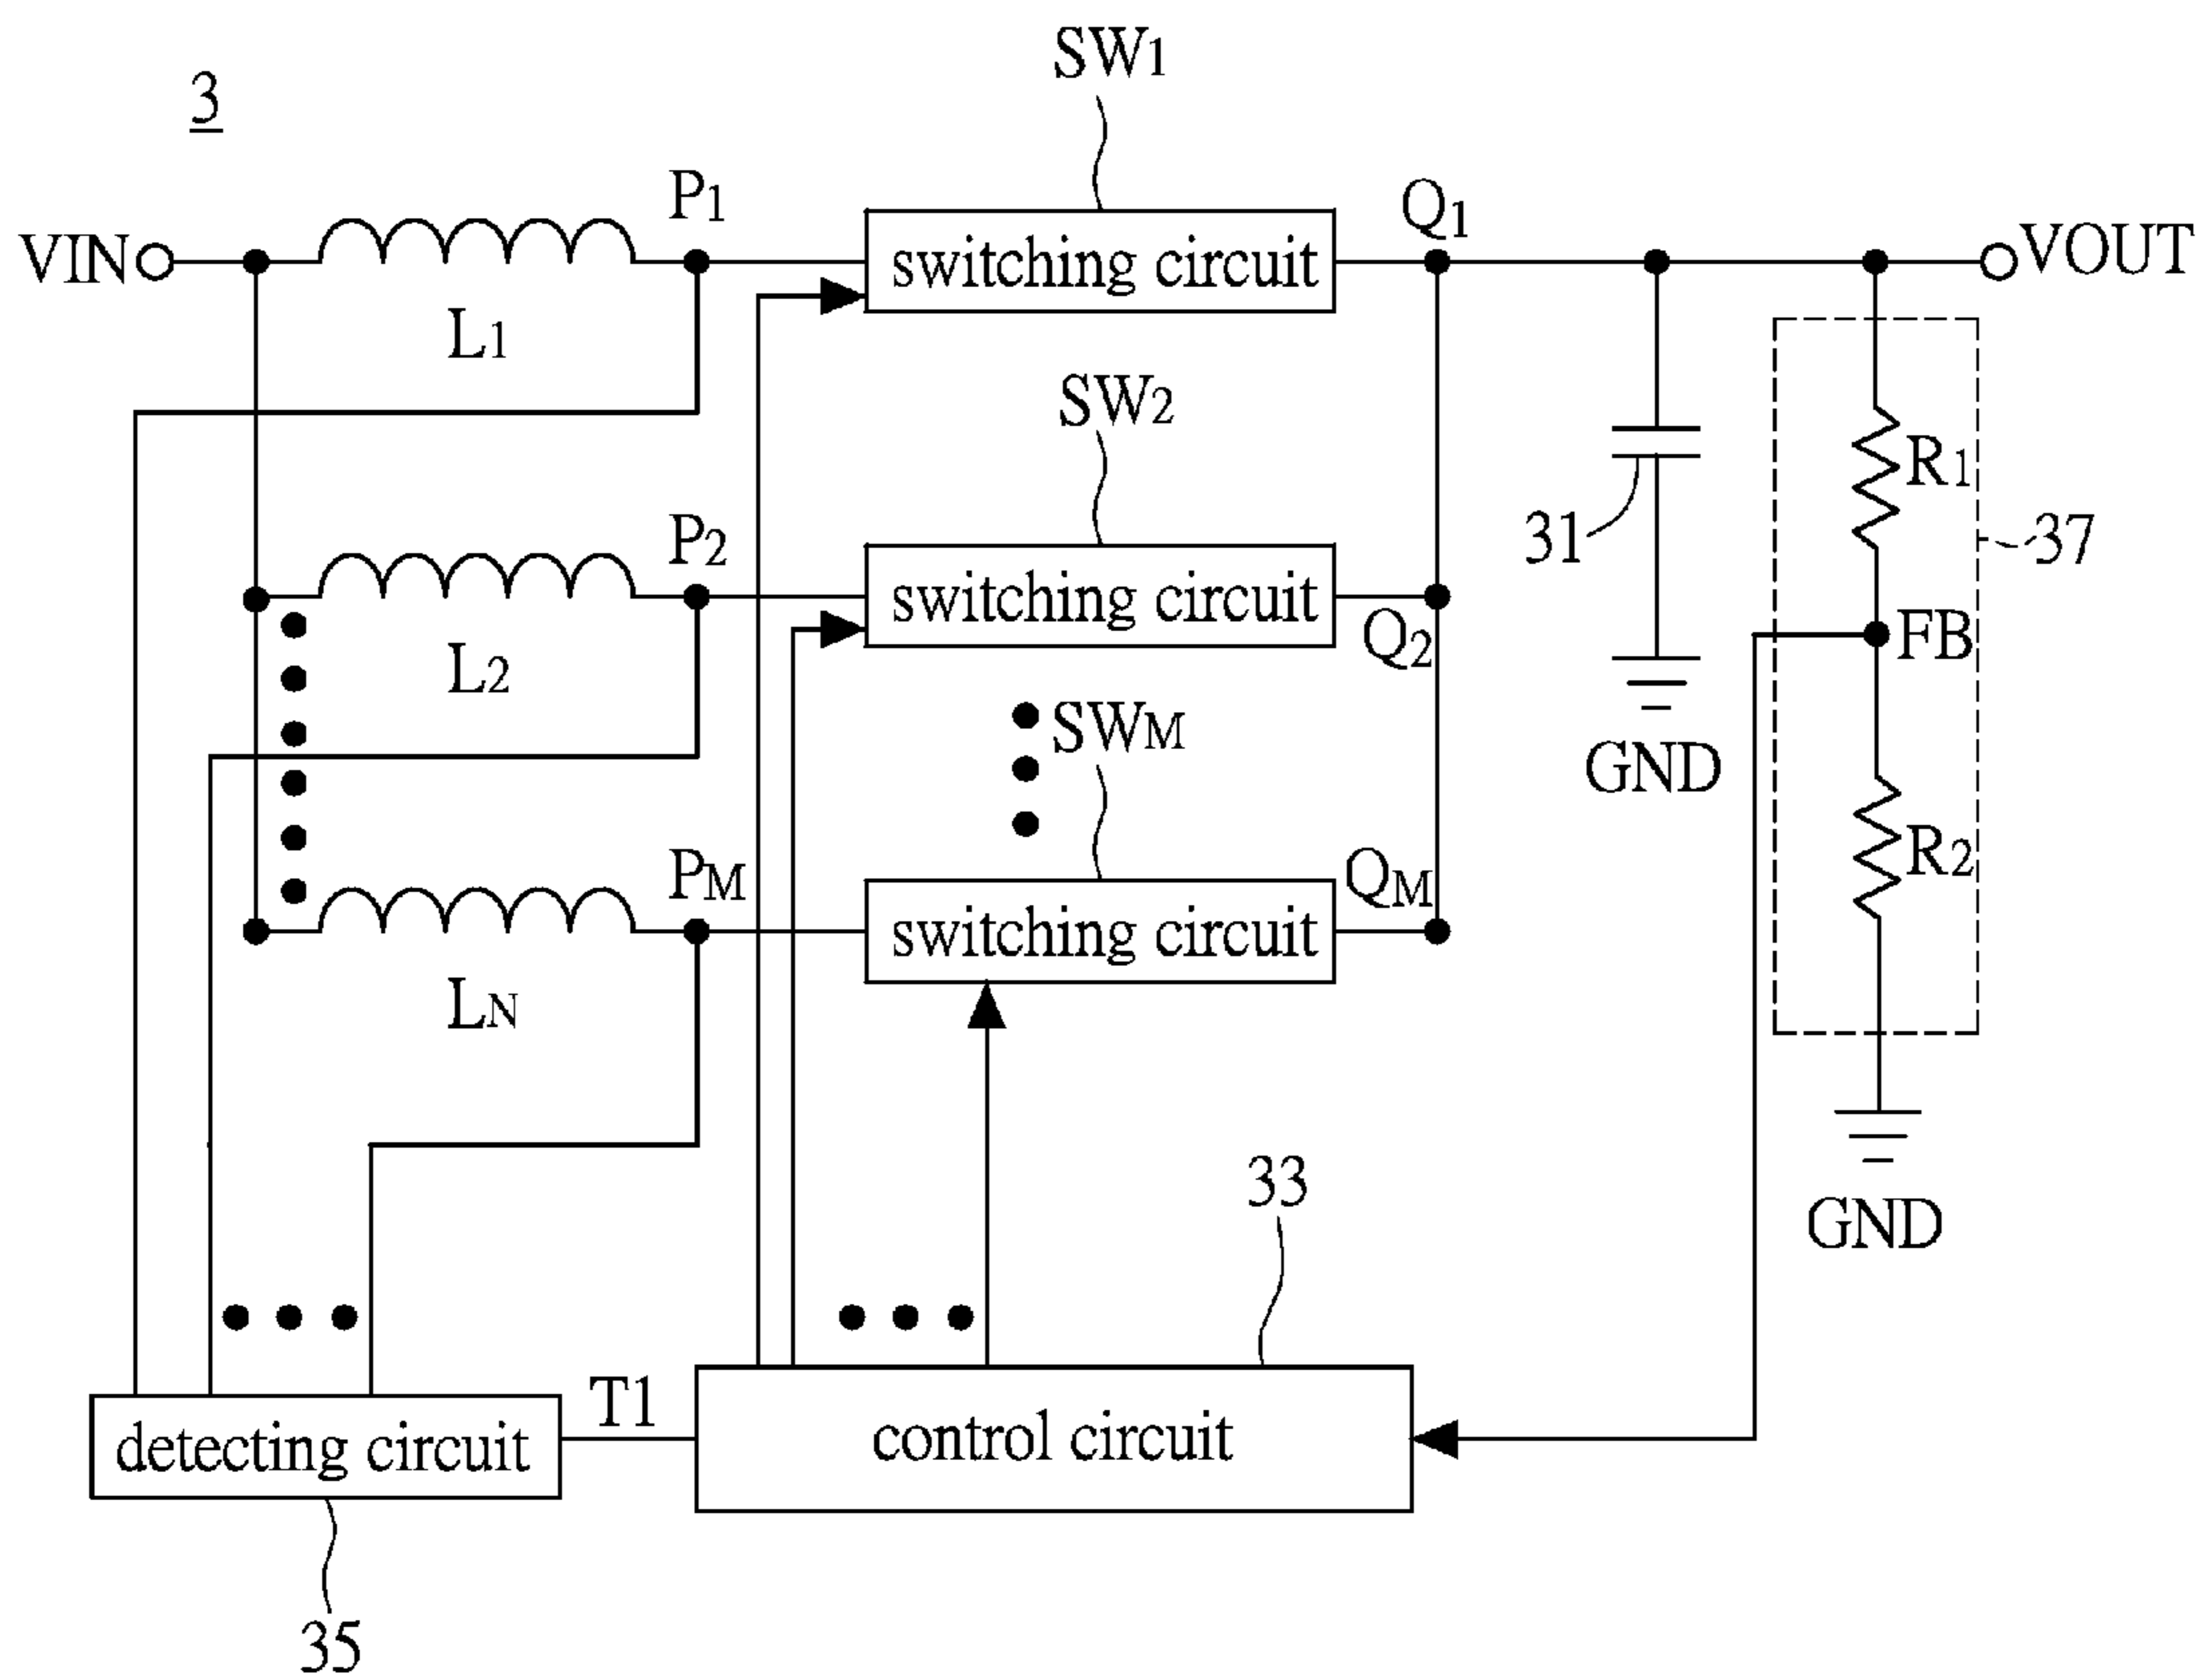 3
SW1
VIN
L1
P1
switching circuit
Q1
VOUT
SW2
R1
31
37
P2
L2
switching circuit
Q2
FB
GND
SWM
R2
PM
LN
switching circuit
QM
33
GND
T1
detecting circuit
control circuit
35